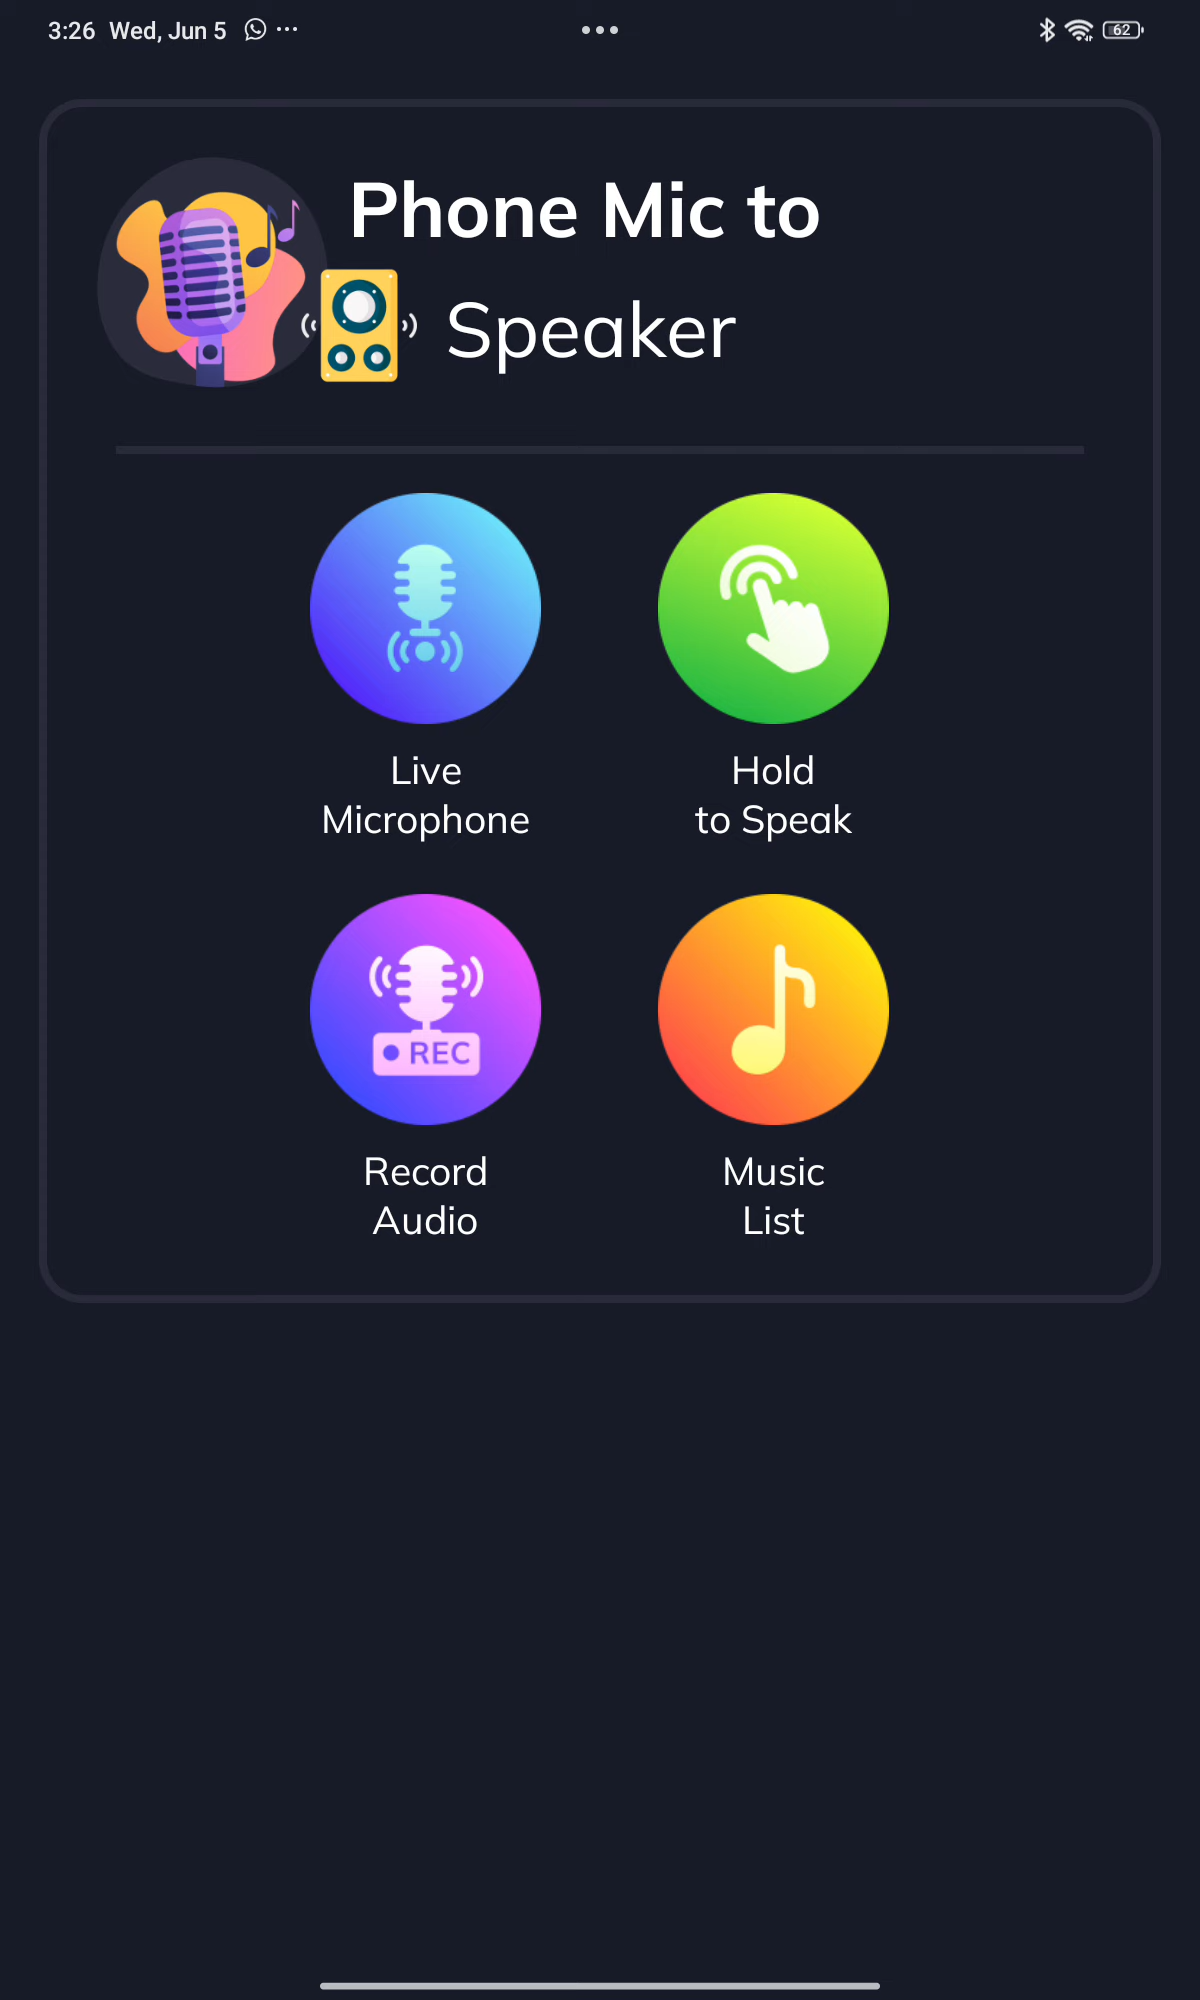 3:26 Wed, Jun 5
62
Phone Mic to
Speaker
Live
Microphone
Hold
to Speak
REC
Record
Audio
Music
List